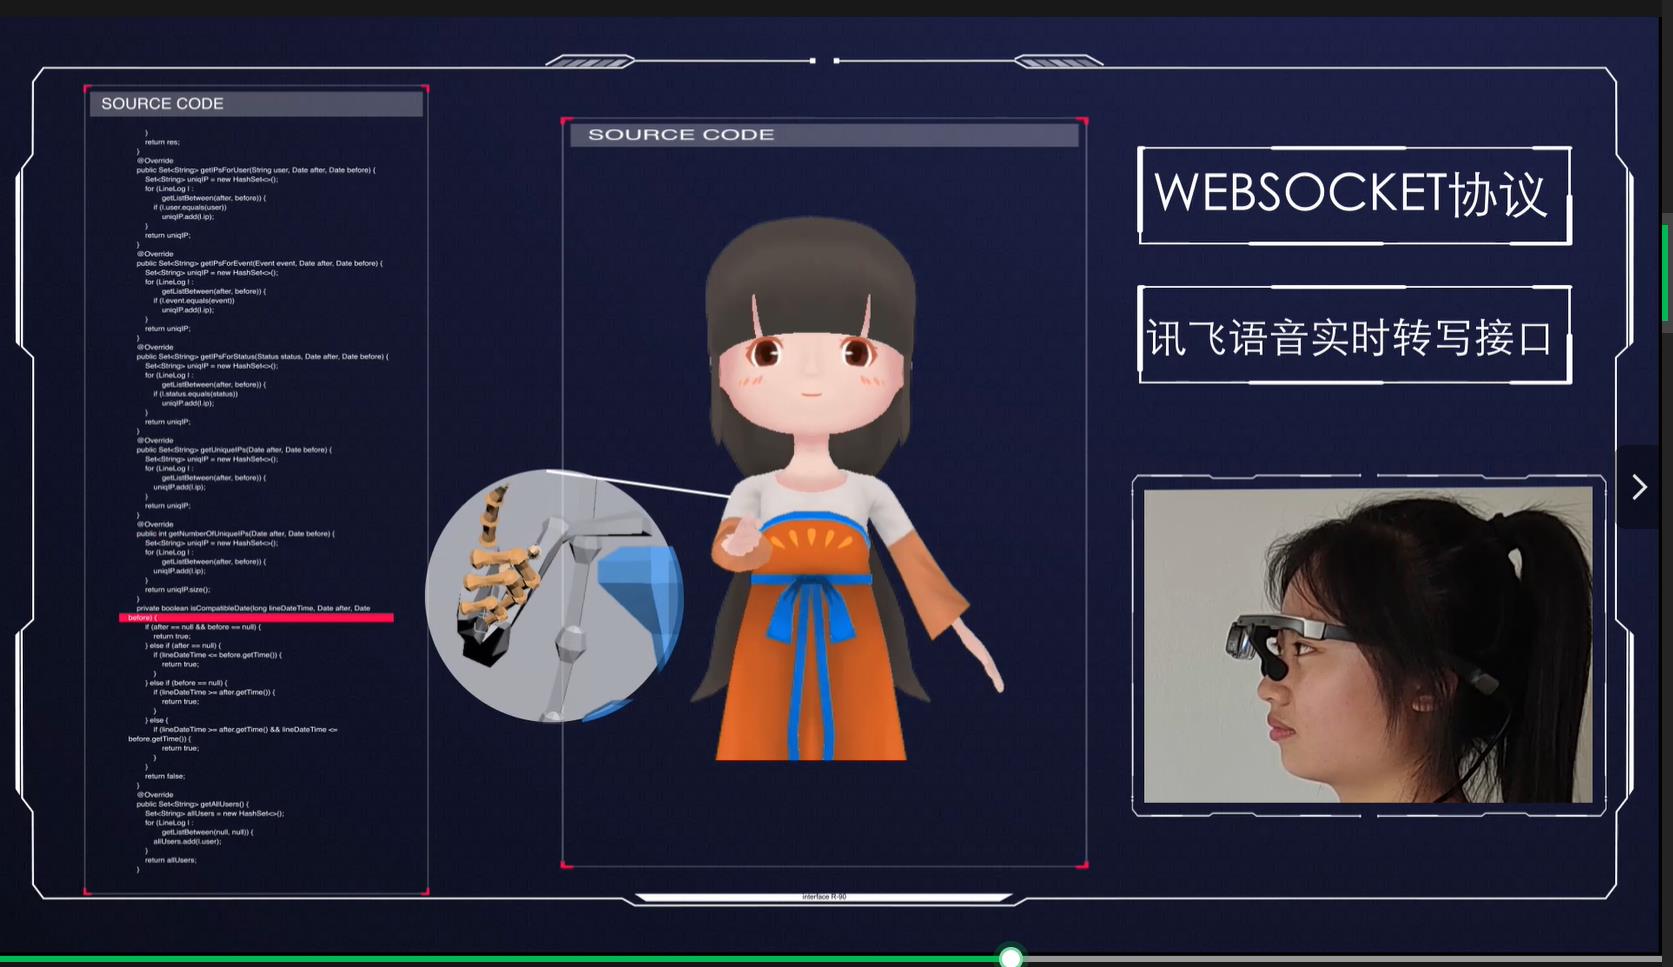 SOURCE CODE
}
return res;
}
@Override
public Set<String> getIPsForUser(String user, Date after, Date before) {
Set<String> uniqIP = new HashSet<>();
for (LineLog l :
getListBetween(after, before)) {
if (l.user.equals(user))
uniqIP.add(l.ip);
}
return uniqIP;
}
@Override
public Set<String> getIPsForEvent(Event event, Date after, Date before) {
Set<String> uniqIP = new HashSet<>();
for (LineLog l :
getListBetween(after, before)) {
if (l.event.equals(event))
uniqIP.add(l.ip);
}
return uniqIP;
}
@Override
public Set<String> getIPsForStatus(Status status, Date after, Date before) {
Set<String> uniqIP = new HashSet<>();
for (LineLog l :
getListBetween(after, before)) {
if (l.status.equals(status))
uniqIP.add(l.ip);
}
return uniqIP;
}
@Override
public Set<String> getUniqueIPs(Date after, Date before) {
Set<String> uniqIP = new HashSet<>();
for (LineLog l :
getListBetween(after, before)) {
uniqIP.add(l.ip);
}
return uniqIP;
}
@Override
public int getNumberOfUniqueIPs(Date after, Date before) {
Set<String> uniqIP = new HashSet<>();
for (LineLog l :
getListBetween(after, before)) {
uniqIP.add(l.ip);
}
return uniqIP.size();
}
private boolean isCompatibleDate(long lineDateTime, Date after, Date
before) {
if (after == null && before == null) {
return true;
} else if (after == null) {
if (lineDateTime <= before.getTime()) {
return true;
}
} else if (before == null) {
if (lineDateTime >= after.getTime()) {
return true;
}
} else {
if (lineDateTime >= after.getTime() && lineDateTime <=
before.getTime()) {
return true;
}
}
return false;
}
@Override
public Set<String> getAllUsers() {
Set<String> allUsers = new HashSet<>();
for (LineLog l :
getListBetween(null, null)) {
allUsers.add(l.user);
}
return allUsers;
}
SOURCE CODE
WEBSOCKET协议
讯飞语音实时转写接口
interface R-90